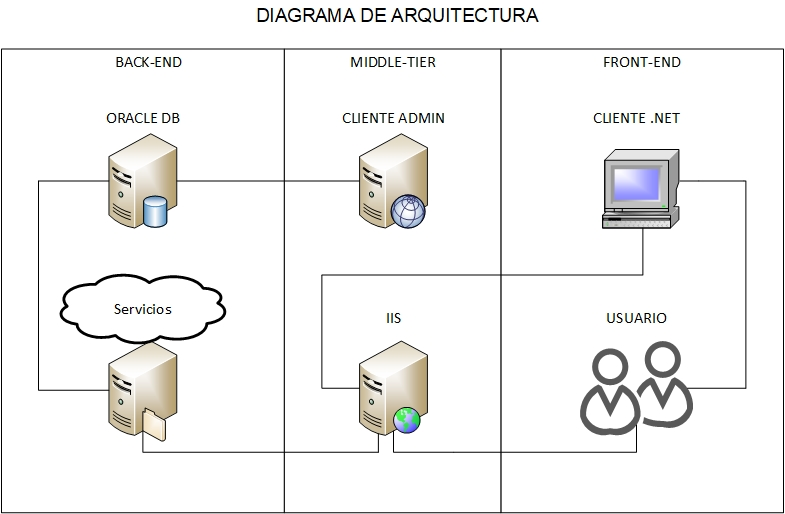 DIAGRAMA DE ARQUITECTURA
BACK-END
MIDDLE-TIER
FRONT-END
ORACLE DB
CLIENTE ADMIN
CLIENTE .NET
Servicios
IIS
USUARIO